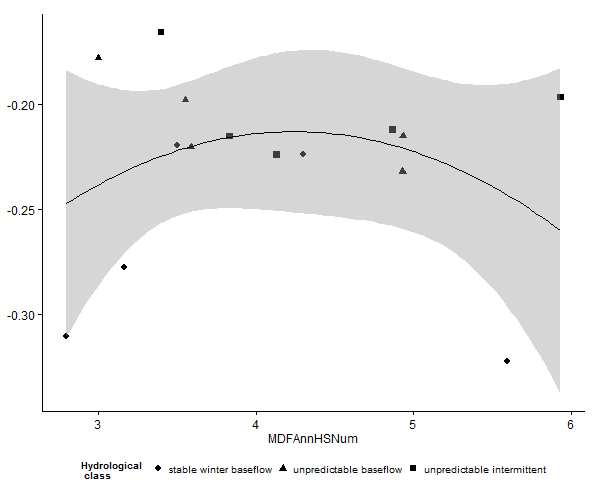 -0.20
-0.25
-0.30
3 4 5 6
MDFAnnHSNum
Hydrological
class
stable winter baseflow unpredictable baseflow unpredictable intermittent